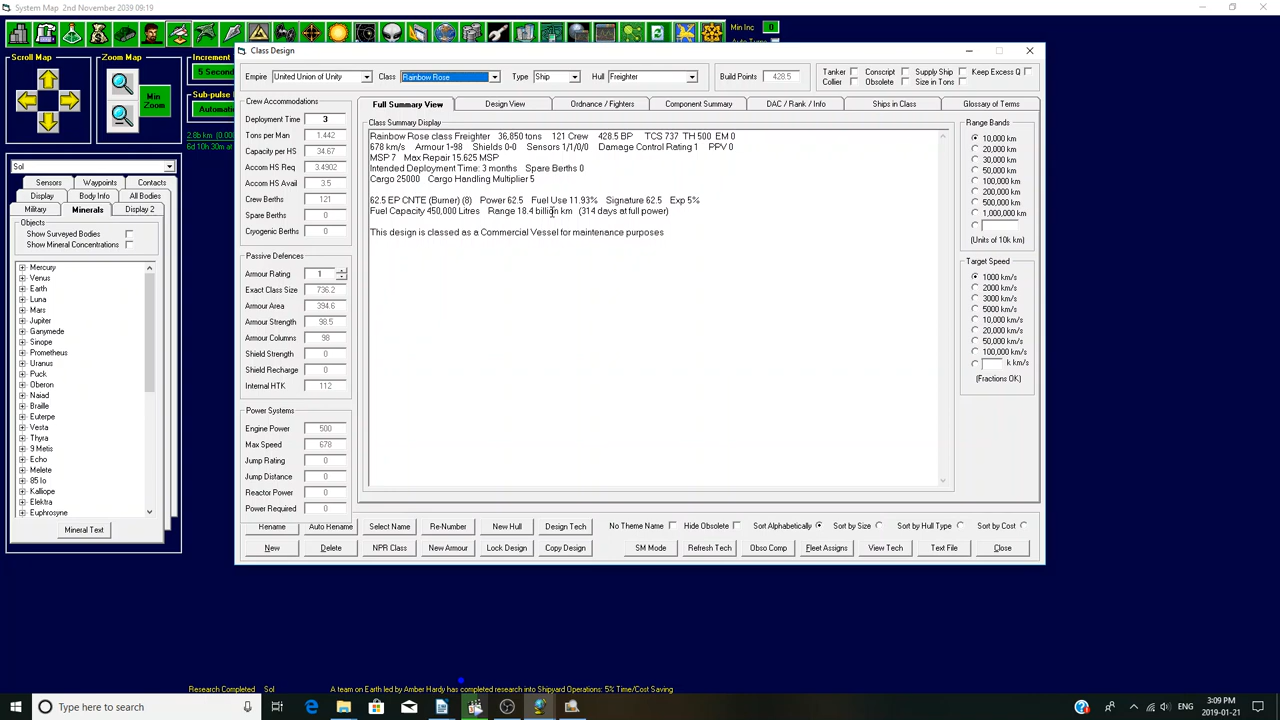 System Map 2nd November 2039 09:19
Scroll Map
Zoom Map
Min
Zoom
Increment
5 Second
Sub-pulse
Automatic
2.8b km
6d 10h 30m at
Min Inc
0
Sol
Sensors
Waypoints
Contacts
Display
Body Info
All Bodies
Military
Minerals
Display 2
Objects
Show Surveyed Bodies
Show Mineral Concentrations
Mercury
Venus
Earth
Luna
Mars
Jupiter
Ganymede
Sinope
Prometheus
Uranus
Puck
Oberon
Naiad
Braille
Euterpe
Vesta
Thyra
9 Metis
Echo
Melete
85 Io
Kalliope
Elektra
Euphrosyne
Mineral Text
Class Design
Empire United Union of Unity Class Rainbow Rose Type Ship Hull Freighter Build Points 428.5
Tanker Conscript Supply Ship Keep Excess Q
Collier Obsolete Size in Tons
Crew Accommodations
Deployment Time 3
Tons per Man 1.442
Capacity per HS 34.67
Accom HS Req 3.4902
Accom HS Avail 3.5
Crew Berths 121
Spare Berths 0
Cryogenic Berths 0
Passive Defences
Armour Rating 1
Exact Class Size 736.2
Armour Area 394.6
Armour Strength 98.5
Armour Columns 98
Shield Strength 0
Shield Recharge 0
Internal HTK 112
Power Systems
Engine Power 500
Max Speed 678
Jump Rating 0
Jump Distance 0
Reactor Power 0
Power Required 0
Full Summary View
Design View
Ordnance / Fighters
Component Summary
DAC / Rank / Info
Ships in Class
Glossary of Terms
Class Summary Display
Rainbow Rose class Freighter 36,850 tons 121 Crew 428.5 BP TCS 737 TH 500 EM 0
678 km/s Armour 1-98 Shields 0-0 Sensors 1/1/0/0 Damage Control Rating 1 PPV 0
MSP 7 Max Repair 15.625 MSP
Intended Deployment Time: 3 months Spare Berths 0
Cargo 25000 Cargo Handling Multiplier 5
62.5 EP CNTE (Burner) (8) Power 62.5 Fuel Use 11.93% Signature 62.5 Exp 5%
Fuel Capacity 450,000 Litres Range 18.4 billion km (314 days at full power)
This design is classed as a Commercial Vessel for maintenance purposes
Range Bands
10,000 km
20,000 km
30,000 km
50,000 km
100,000 km
200,000 km
500,000 km
1,000,000 km
(Units of 10k km)
Target Speed
1000 km/s
2000 km/s
3000 km/s
5000 km/s
10,000 km/s
20,000 km/s
50,000 km/s
100,000 km/s
k km/s
(Fractions OK)
Rename
Auto Rename
Select Name
Re-Number
New Hull
Design Tech
No Theme Name
Hide Obsolete
Sort Alphabetically
Sort by Size
Sort by Hull Type
Sort by Cost
New
Delete
NPR Class
New Armour
Lock Design
Copy Design
SM Mode
Refresh Tech
Obso Comp
Fleet Assigns
View Tech
Text File
Close
Research Completed Sol A team on Earth led by Amber Hardy has completed research into Shipyard Operations: 5% Time/Cost Saving
Type here to search
ENG
3:09 PM
2019-01-21